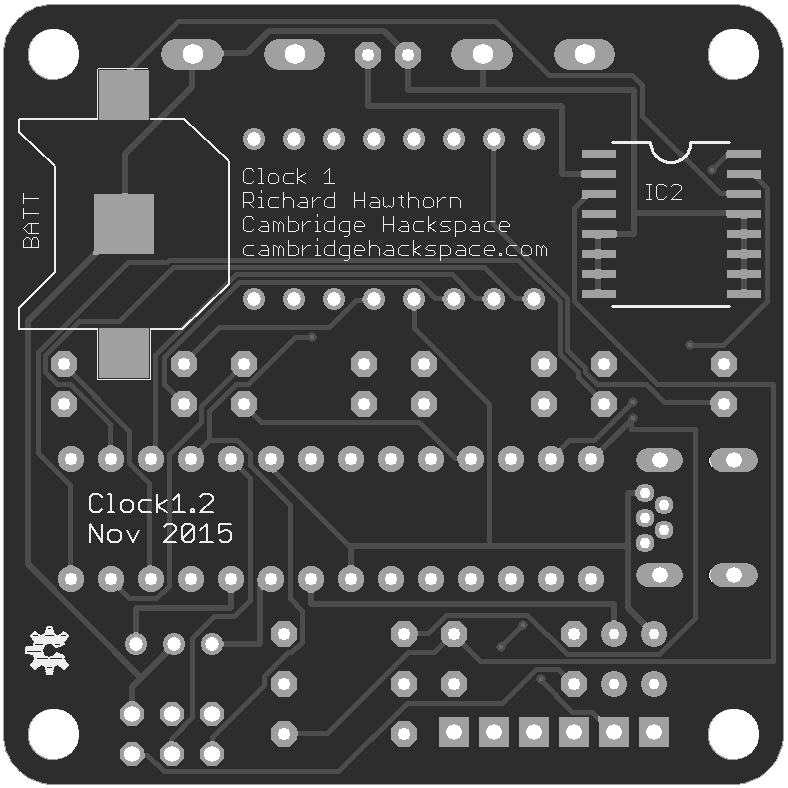 Clock 1
Richard Hawthorn
Cambridge Hackspace
cambridgehackspace.com
IC2
BATT
Clock1.2
Nov 2015